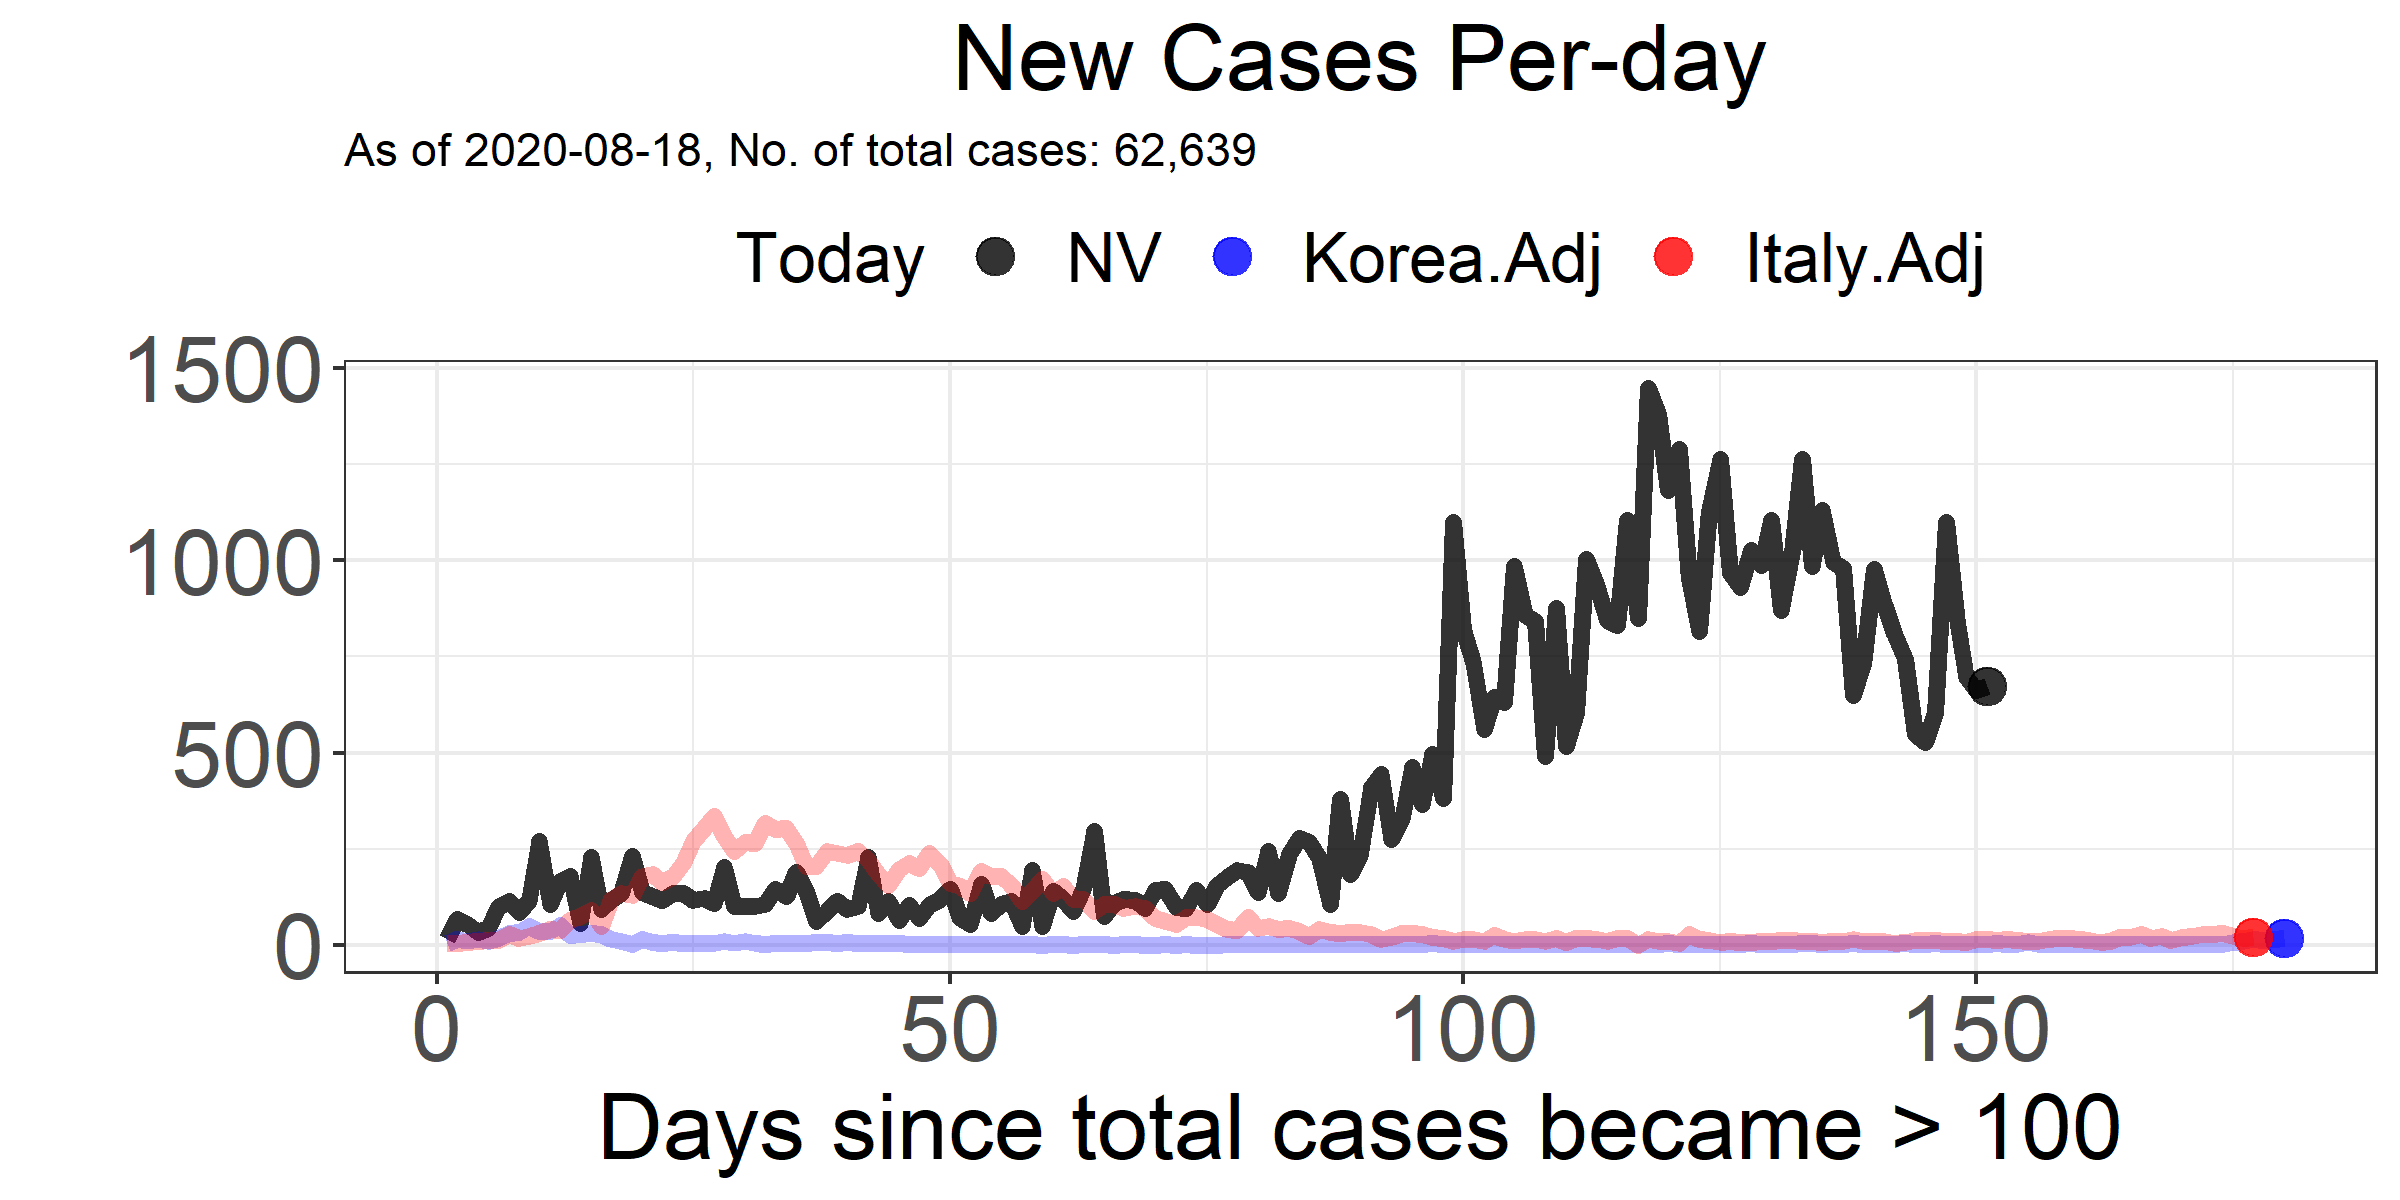 New Cases Per-day
As of 2020-08-18, No. of total cases: 62,639
Today NV Korea.Adj Italy.Adj
1500
1000
500
0
0 50 100 150
Days since total cases became > 100